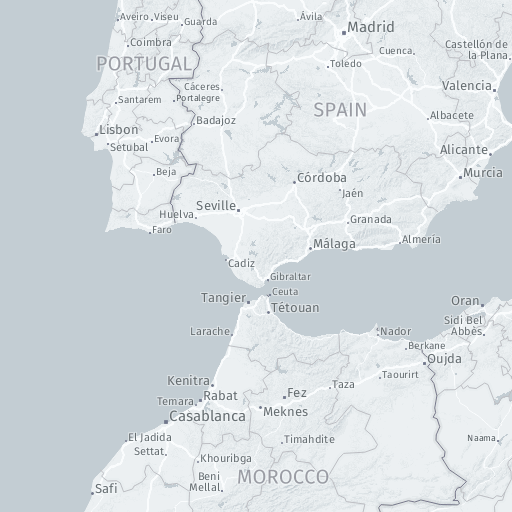 Aveiro
Viseu
Guarda
Ávila
Madrid
Coimbra
Cuenca
Castellón de
la Plana
PORTUGAL
Toledo
Cáceres
Valencia
Santarem
Portalegre
SPAIN
Badajoz
Albacete
Lisbon
Evora
Setubal
Alicante
Beja
Córdoba
Murcia
Jaén
Seville
Huelva
Granada
Faro
Málaga
Almería
Cadiz
Gibraltar
Ceuta
Tangier
Oran
Tétouan
Sidi Bel
Abbès
Larache
Nador
Berkane
Oujda
Taourirt
Kenitra
Taza
Temara
Rabat
Fez
Casablanca
Meknes
El Jadida
Timahdite
Naama
Settat
Khouribga
Beni
Mellal
MOROCCO
Safi